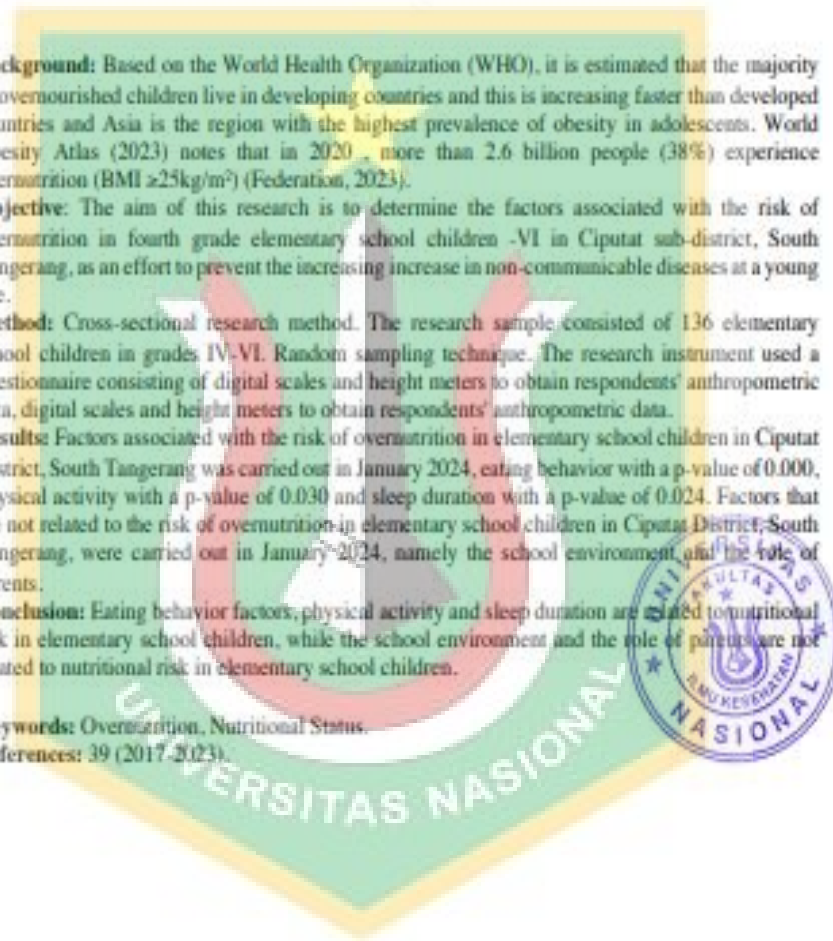 ckground: Based on the World Health Organization (WHO), it is estimated that the majority
overnourished children live in developing countries and this is increasing faster than developed
untries and Asia is the region with the highest prevalence of obesity in adolescents. World
esity Atlas (2023) notes that in 2020 , more than 2.6 billion people (38%) experience
ernutrition (BMI ≥25kg/m²) (Federation, 2023).
jective: The aim of this research is to determine the factors associated with the risk of
ernutrition in fourth grade elementary school children -VI in Ciputat sub-district, South
ngerang, as an effort to prevent the increasing increase in non-communicable diseases at a young
e.
ethod: Cross-sectional research method. The research sample consisted of 136 elementary
ool children in grades IV-VI. Random sampling technique. The research instrument used a
estionnaire consisting of digital scales and height meters to obtain respondents' anthropometric
a, digital scales and height meters to obtain respondents' anthropometric data.
sults: Factors associated with the risk of overnutrition in elementary school children in Ciputat
strict, South Tangerang was carried out in January 2024, eating behavior with a p-value of 0.000,
ysical activity with a p-value of 0.030 and sleep duration with a p-value of 0.024. Factors that
e not related to the risk of overnutrition in elementary school children in Ciputat District, South
ngerang, were carried out in January 2024, namely the school environment and the role of
rents.
nclusion: Eating behavior factors, physical activity and sleep duration are related to nutritional
k in elementary school children, while the school environment and the role of parents are not
ated to nutritional risk in elementary school children.
eywords: Overnutrition, Nutritional Status.
ferences: 39 (2017-2023).
UNIVERSITAS NASIONAL
UNIVERSITAS
FAKULTAS
ILMU KESEHATAN
NASIONAL